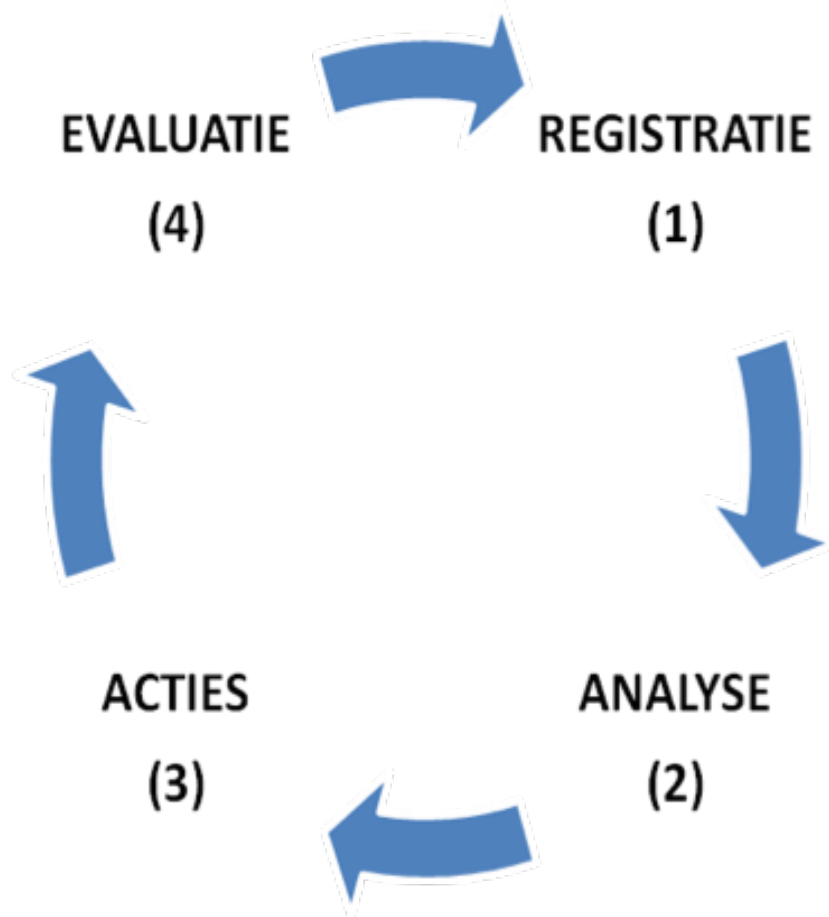 EVALUATIE
(4)
REGISTRATIE
(1)
ACTIES
(3)
ANALYSE
(2)